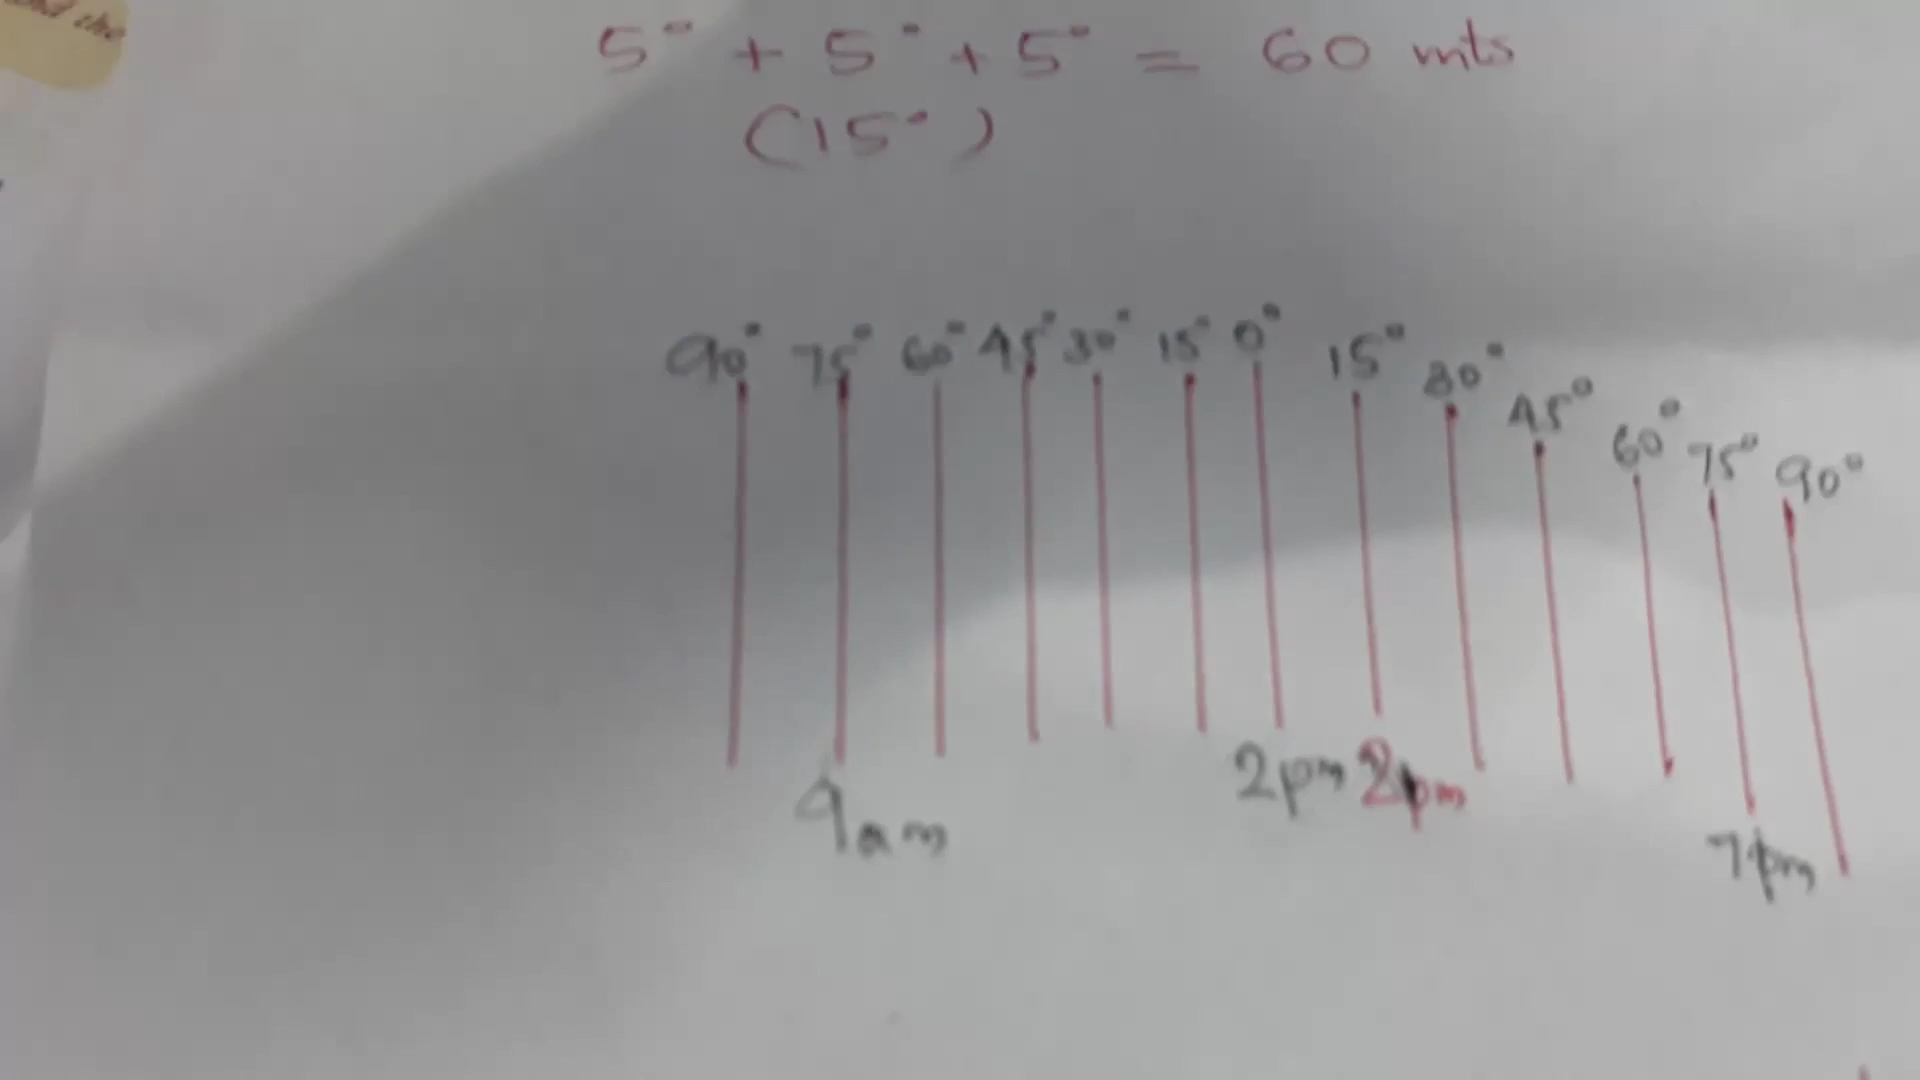 the
5° + 5° + 5° = 60 mts
(15°)
90° 75° 60° 45° 30° 15° 0° 15° 30° 45° 60° 75° 90°
9am 2pm 2pm 7pm